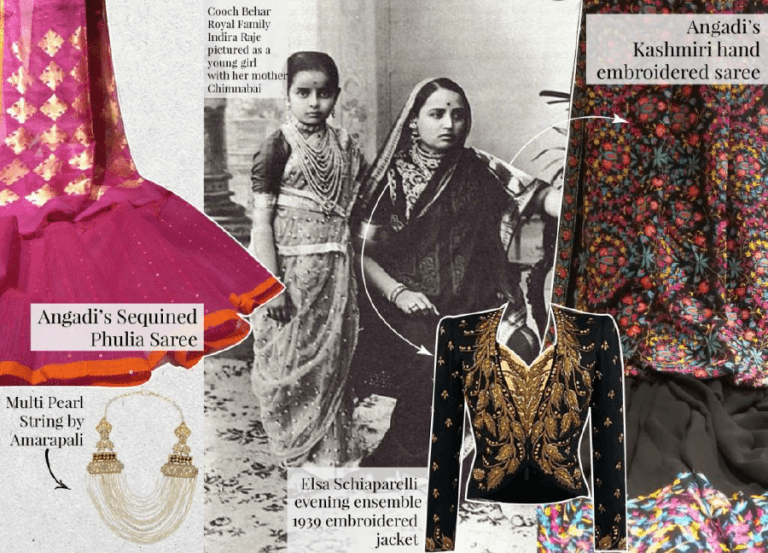 Cooch Behar
Royal Family
Indira Raje
pictured as a
young girl
with her mother
Chimnabai
Angadi's
Kashmiri hand
embroidered saree
Angadi's Sequined
Phulia Saree
Multi Pearl
String by
Amarapali
Elsa Schiaparelli
evening ensemble
1939 embroidered
jacket